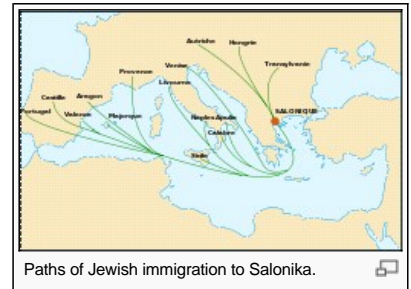 Autriche Hongrie
Transylvanie
Venise
Provence
Livourne
Castille Aragon
Portugal Valence Majorque
Naples Apulie
Calabre
Sicile
SALONIQUE
Paths of Jewish immigration to Salonika.